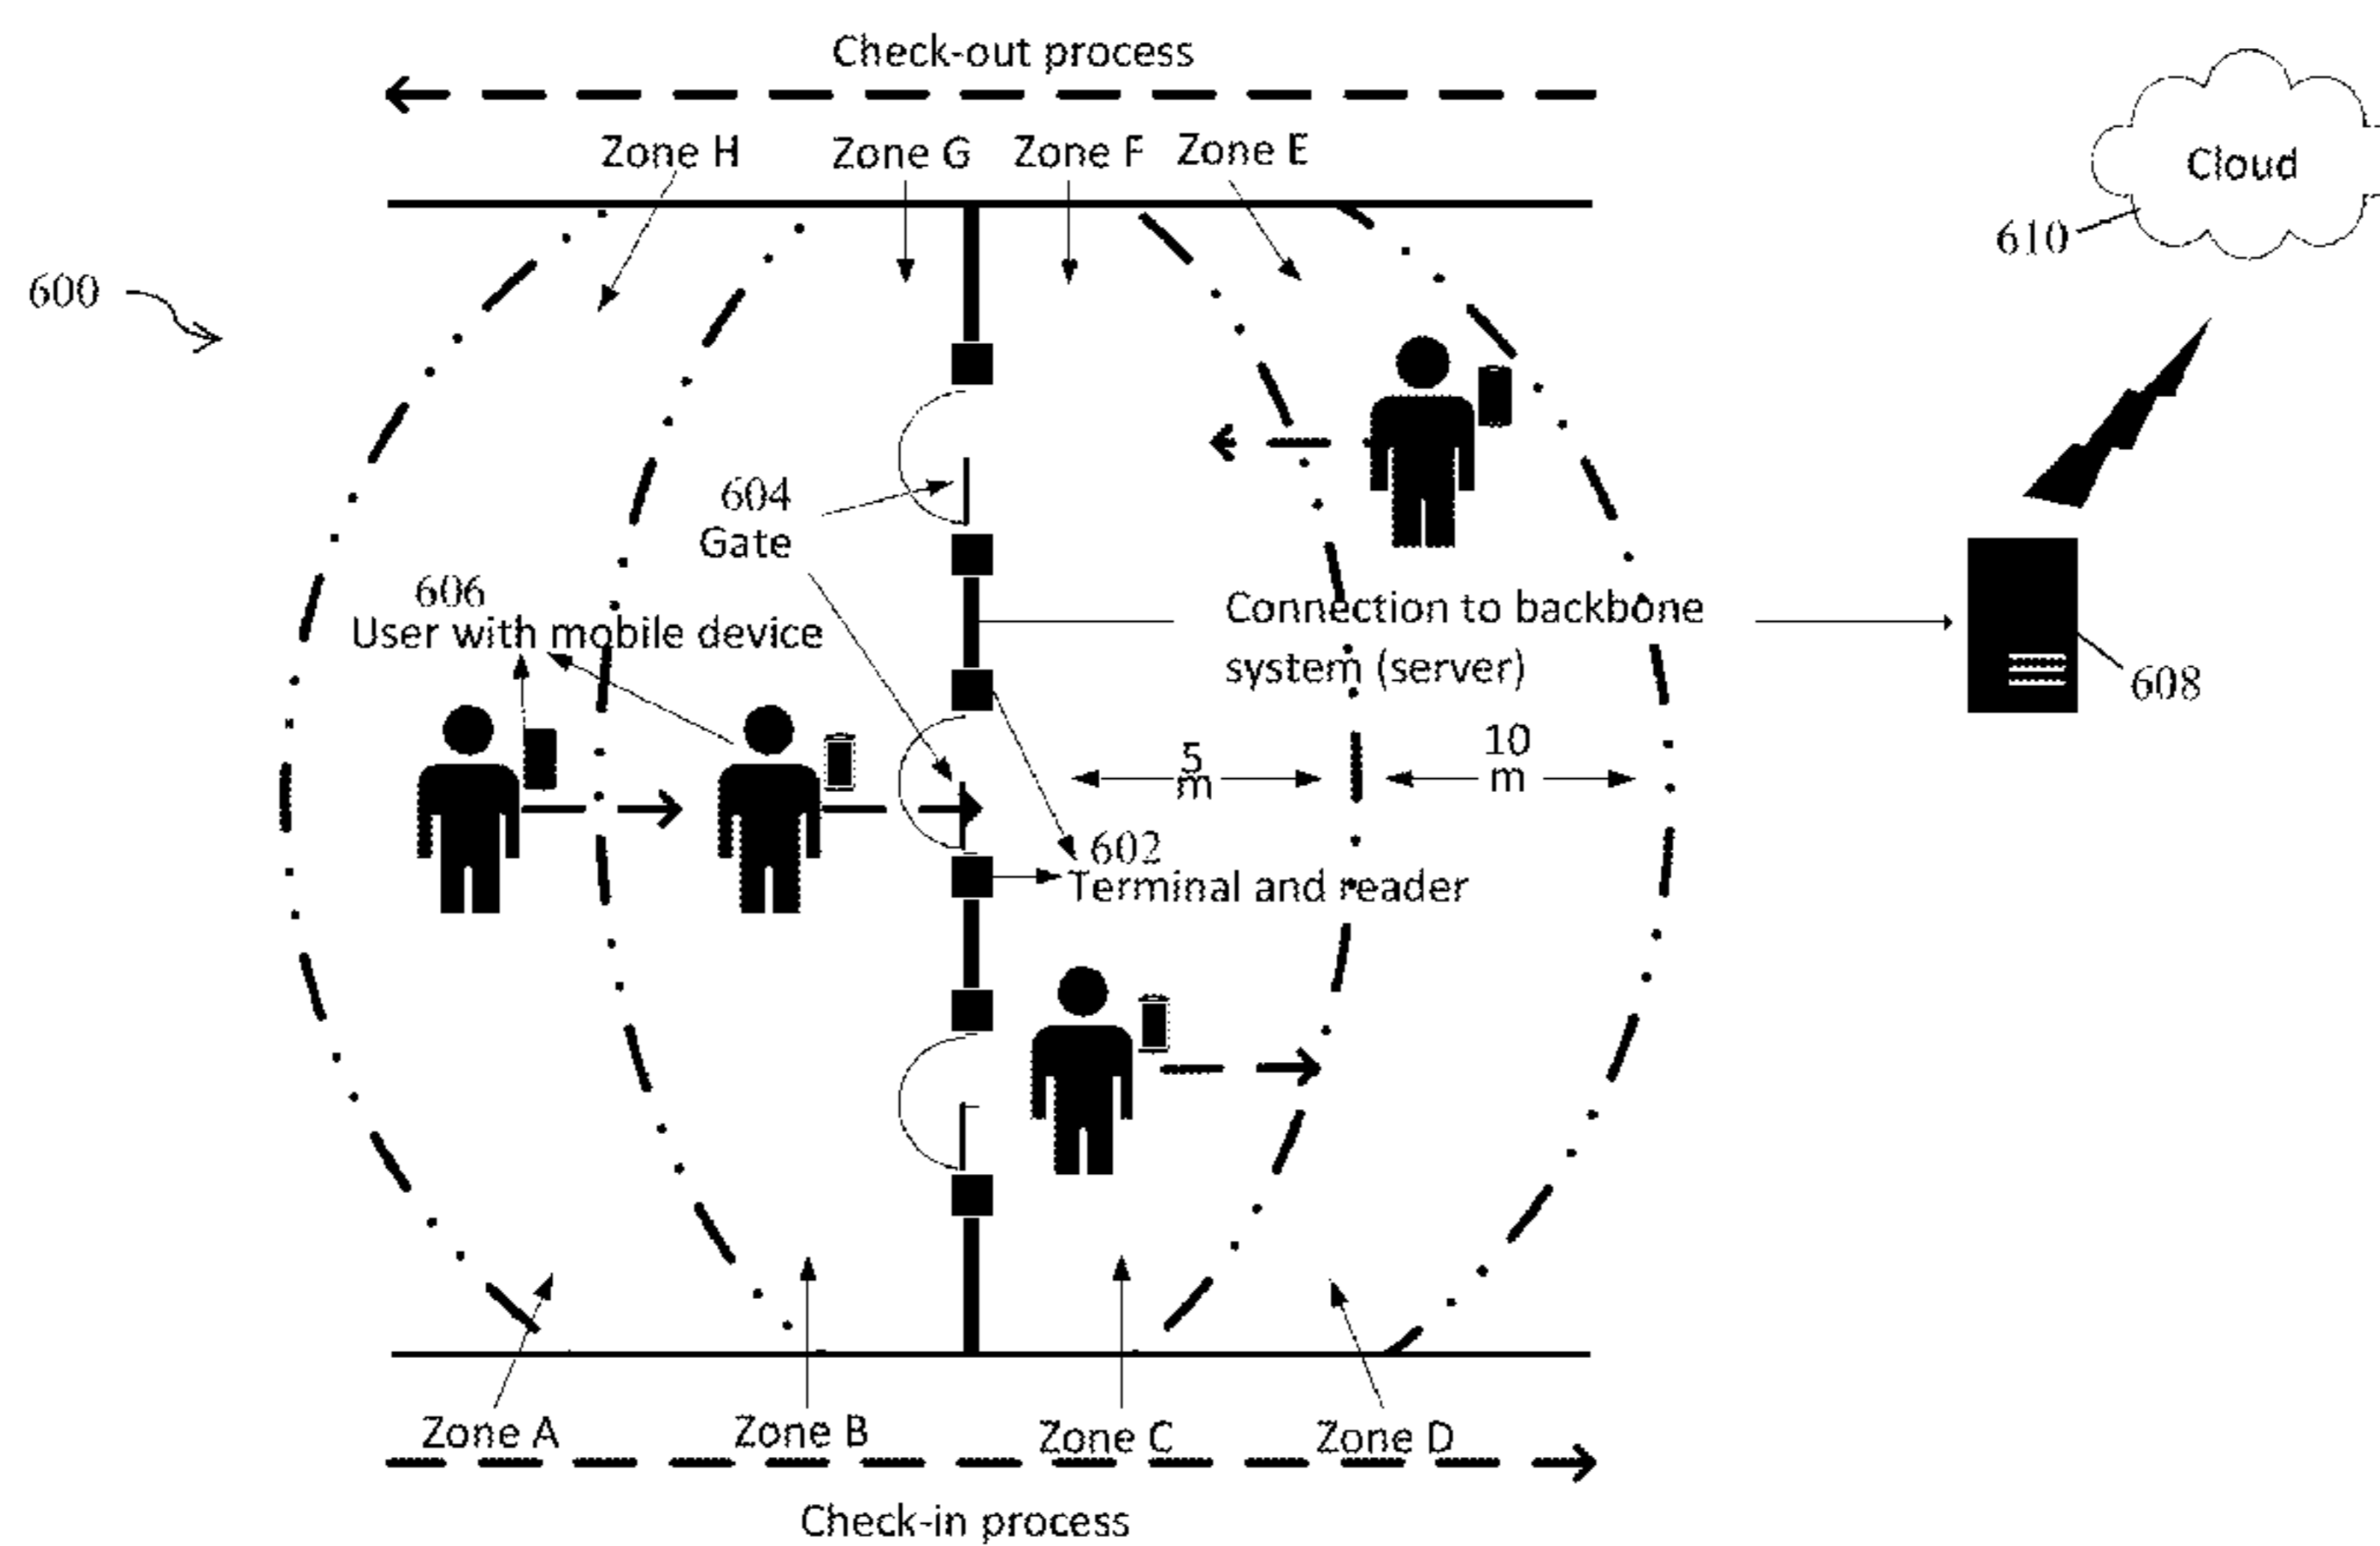 Check-out process
Zone H
Zone G
Zone F
Zone E
Cloud
610
600
604
Gate
606
User with mobile device
Connection to backbone
system (server)
608
5
m
10
m
602
Terminal and reader
Zone A
Zone B
Zone C
Zone D
Check-in process